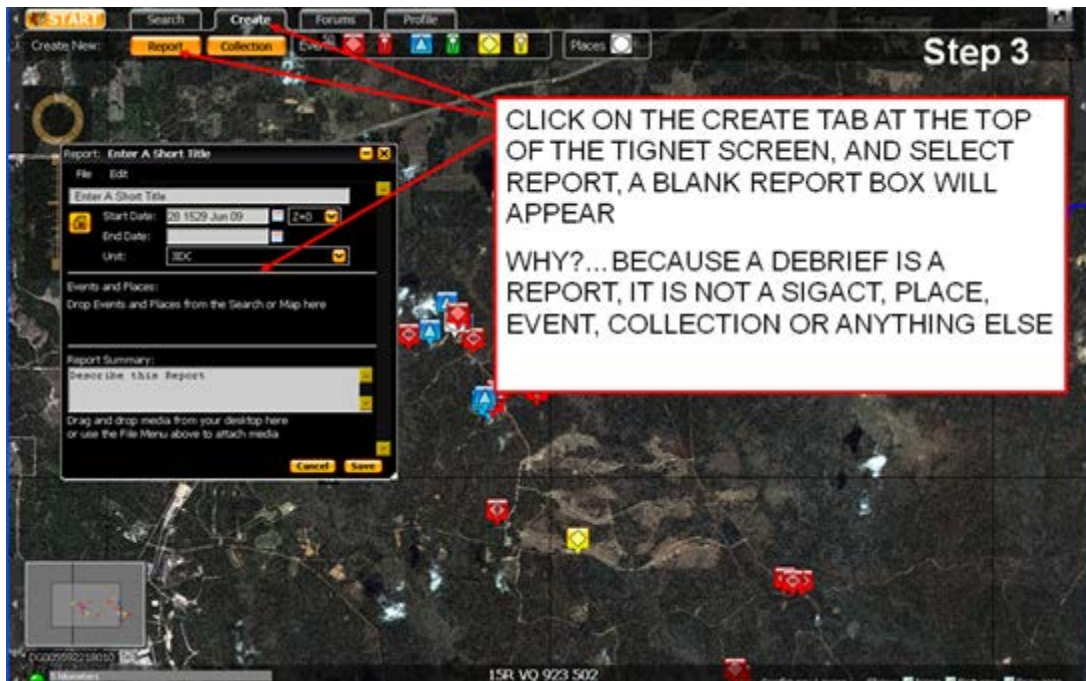 START Search Create Forums Profile
Create New: Report Collection Places
Step 3
CLICK ON THE CREATE TAB AT THE TOP
OF THE TIGNET SCREEN, AND SELECT
REPORT, A BLANK REPORT BOX WILL
APPEAR
WHY?... BECAUSE A DEBRIEF IS A
REPORT, IT IS NOT A SIGACT, PLACE,
EVENT, COLLECTION OR ANYTHING ELSE
Report: Enter A Short Title
File Edit
Enter A Short Title
Start Date: 28 1529 Jun 09 Z+0
End Date:
Unit:
Events and Places:
Drop Events and Places from the Search or Map here
Report Summary:
Describe this Report
Drag and drop media from your desktop here
or use the File Menu above to attach media
Cancel Save
15R VQ 923 502